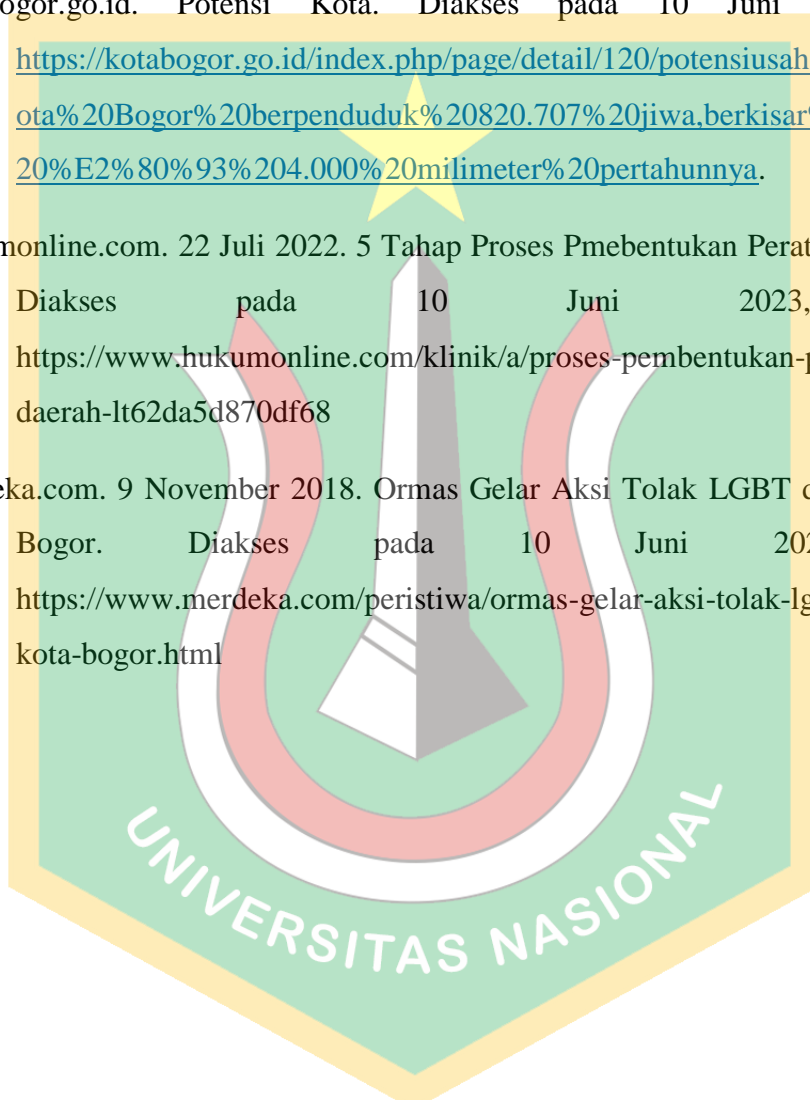 ogor.go.id. Potensi Kota. Diakses pada 10 Juni
https://kotabogor.go.id/index.php/page/detail/120/potensiusah
ota%20Bogor%20berpenduduk%20820.707%20jiwa,berkisar%
20%E2%80%93%204.000%20milimeter%20pertahunnya.
monline.com. 22 Juli 2022. 5 Tahap Proses Pmebentukan Perat
Diakses pada 10 Juni 2023,
https://www.hukumonline.com/klinik/a/proses-pembentukan-p
daerah-lt62da5d870df68
eka.com. 9 November 2018. Ormas Gelar Aksi Tolak LGBT d
Bogor. Diakses pada 10 Juni 202
https://www.merdeka.com/peristiwa/ormas-gelar-aksi-tolak-lg
kota-bogor.html
UNIVERSITAS NASIONAL